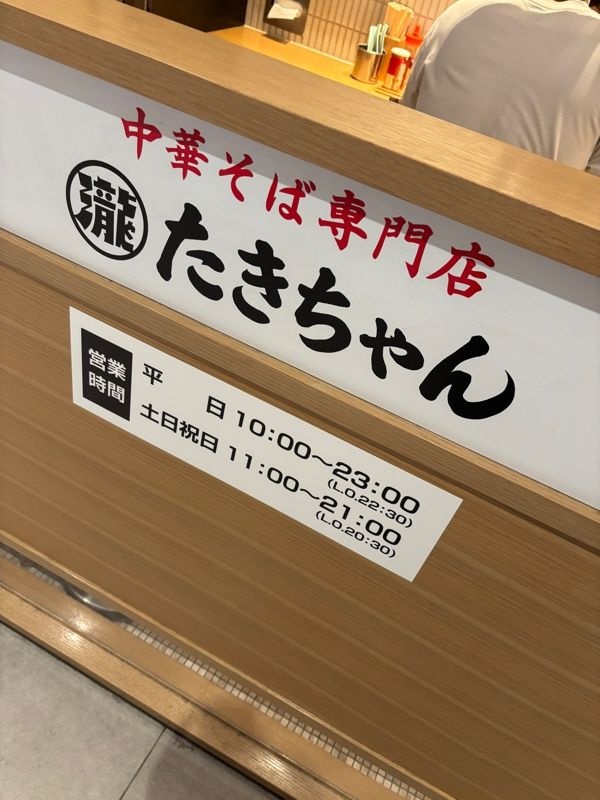 中華そば専門店
瀧 たきちゃん
営業時間
平 日 10:00～23:00
(L.O.22:30)
土日祝日 11:00～21:00
(L.O.20:30)